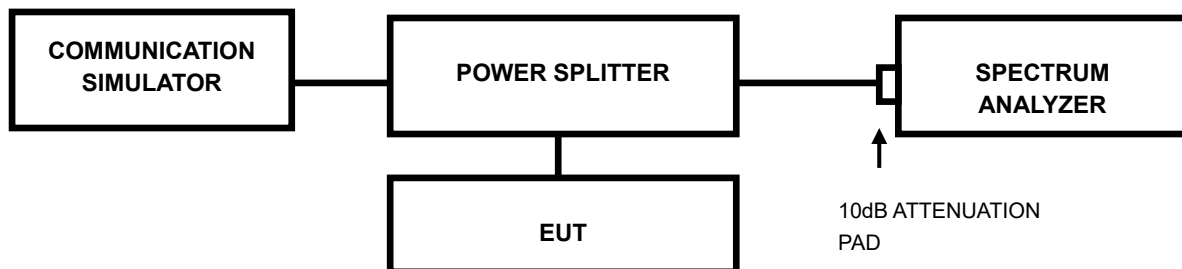 COMMUNICATION
SIMULATOR
POWER SPLITTER
SPECTRUM
ANALYZER
EUT
10dB ATTENUATION
PAD